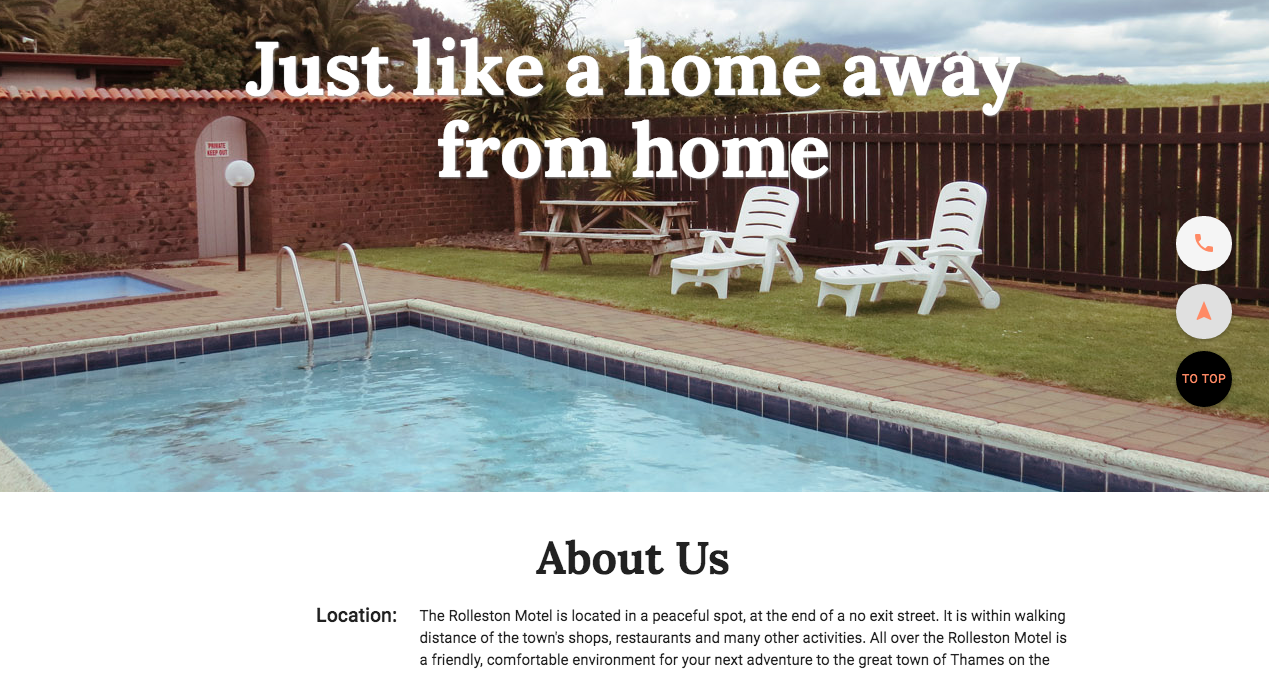 Just like a home away
from home
PRIVATE
KEEP OUT
TO TOP
About Us
Location:
The Rolleston Motel is located in a peaceful spot, at the end of a no exit street. It is within walking
distance of the town's shops, restaurants and many other activities. All over the Rolleston Motel is
a friendly, comfortable environment for your next adventure to the great town of Thames on the